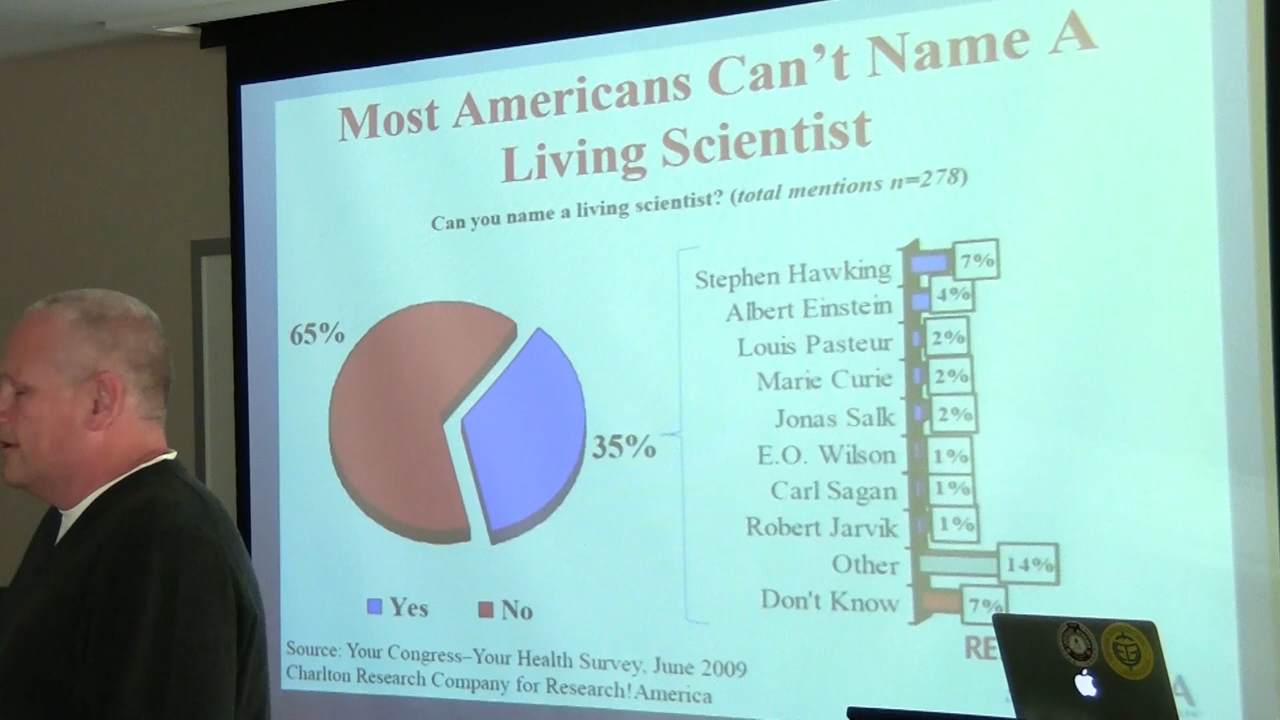 Most Americans Can't Name A
Living Scientist
Can you name a living scientist? (total mentions n=278)
65%
35%
Yes
No
Stephen Hawking 7%
Albert Einstein 4%
Louis Pasteur 2%
Marie Curie 2%
Jonas Salk 2%
E.O. Wilson 1%
Carl Sagan 1%
Robert Jarvik 1%
Other 14%
Don't Know 7%
Source: Your Congress–Your Health Survey, June 2009
Charlton Research Company for Research!America